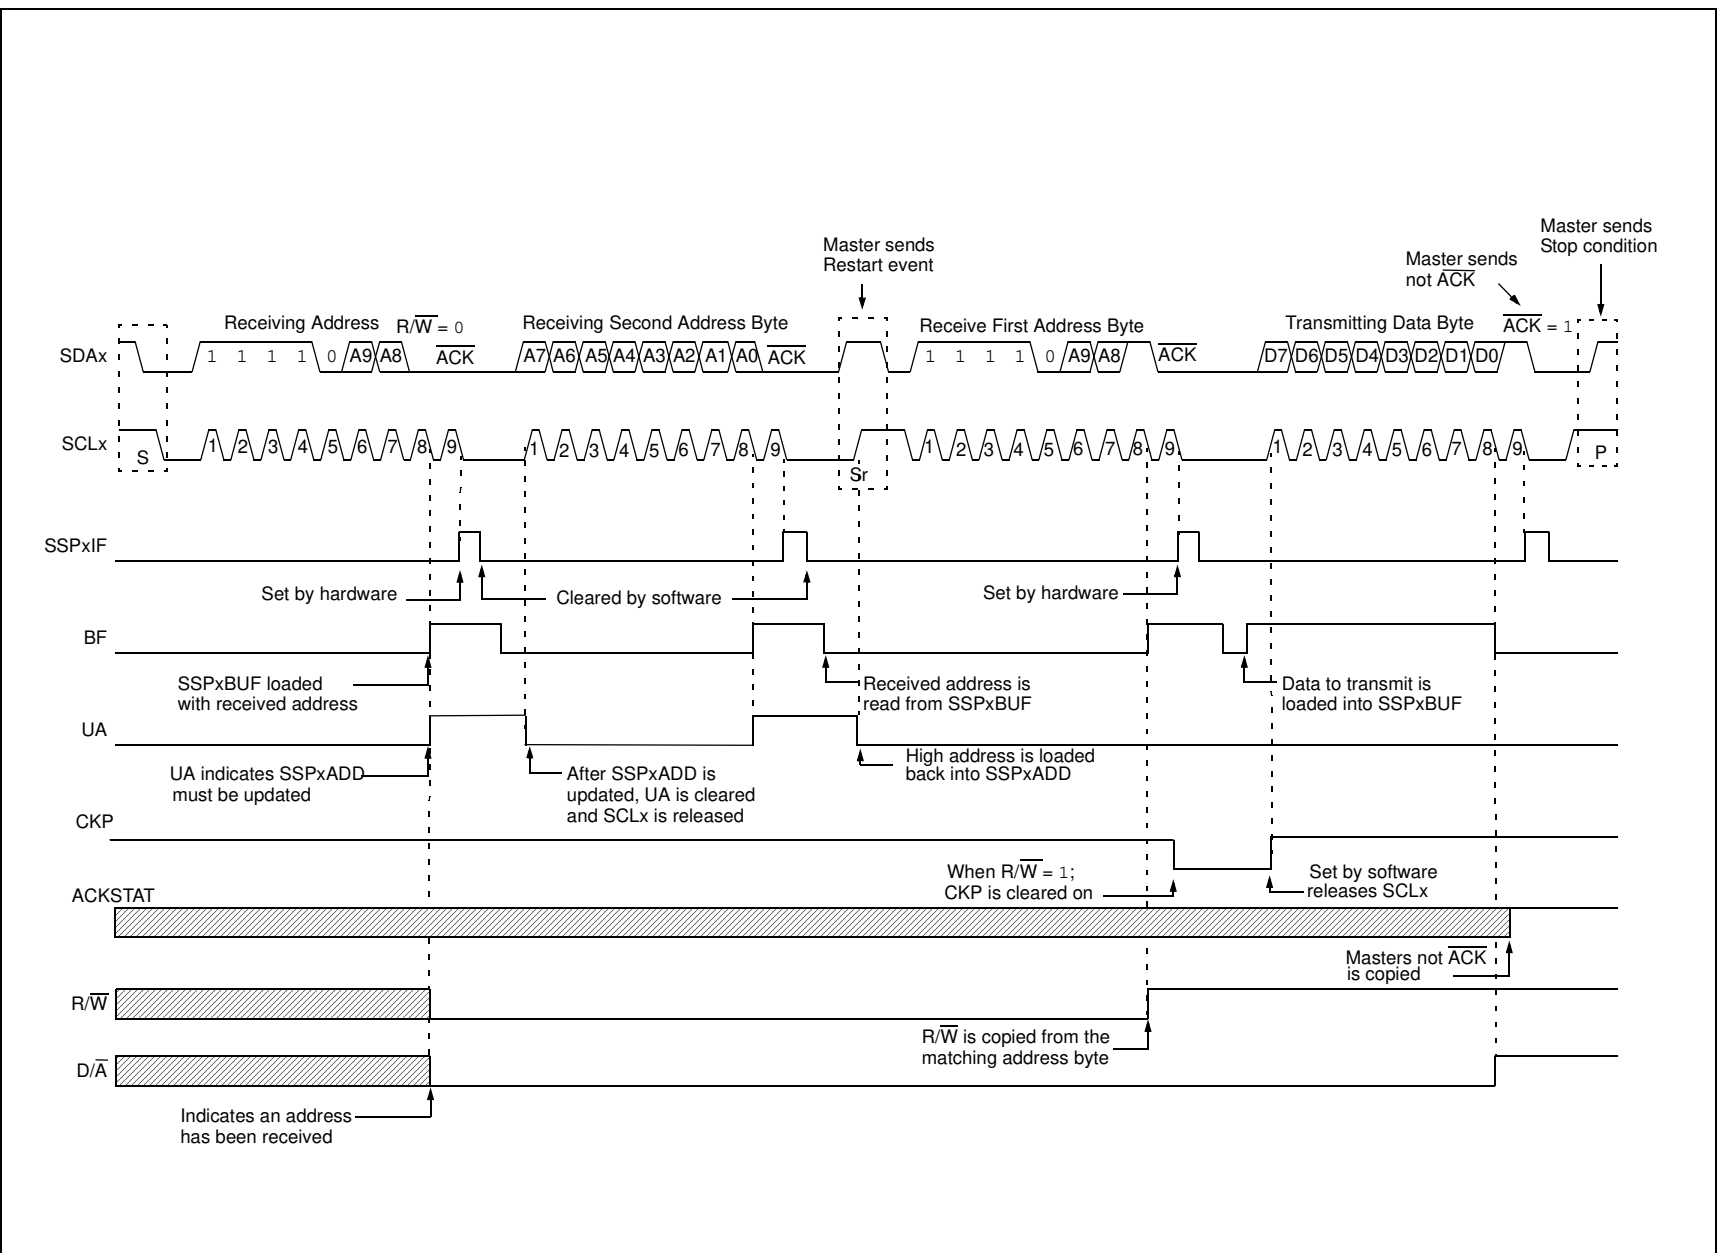 Master sends
Stop condition
Master sends
Restart event
Master sends
not ACK
Receiving Address R/W = 0
Receiving Second Address Byte
Receive First Address Byte
Transmitting Data Byte
ACK = 1
SDAx
1 1 1 1 0 A9 A8 ACK
A7 A6 A5 A4 A3 A2 A1 A0 ACK
1 1 1 1 0 A9 A8 ACK
D7 D6 D5 D4 D3 D2 D1 D0
SCLx
S
1 2 3 4 5 6 7 8 9
1 2 3 4 5 6 7 8 9
Sr
1 2 3 4 5 6 7 8 9
1 2 3 4 5 6 7 8 9
P
SSPxIF
Set by hardware
Cleared by software
Set by hardware
BF
SSPxBUF loaded
with received address
Received address is
read from SSPxBUF
Data to transmit is
loaded into SSPxBUF
UA
UA indicates SSPxADD
must be updated
After SSPxADD is
updated, UA is cleared
and SCLx is released
High address is loaded
back into SSPxADD
CKP
When R/W = 1;
CKP is cleared on
Set by software
releases SCLx
ACKSTAT
Masters not ACK
is copied
R/W
R/W is copied from the
matching address byte
D/A
Indicates an address
has been received